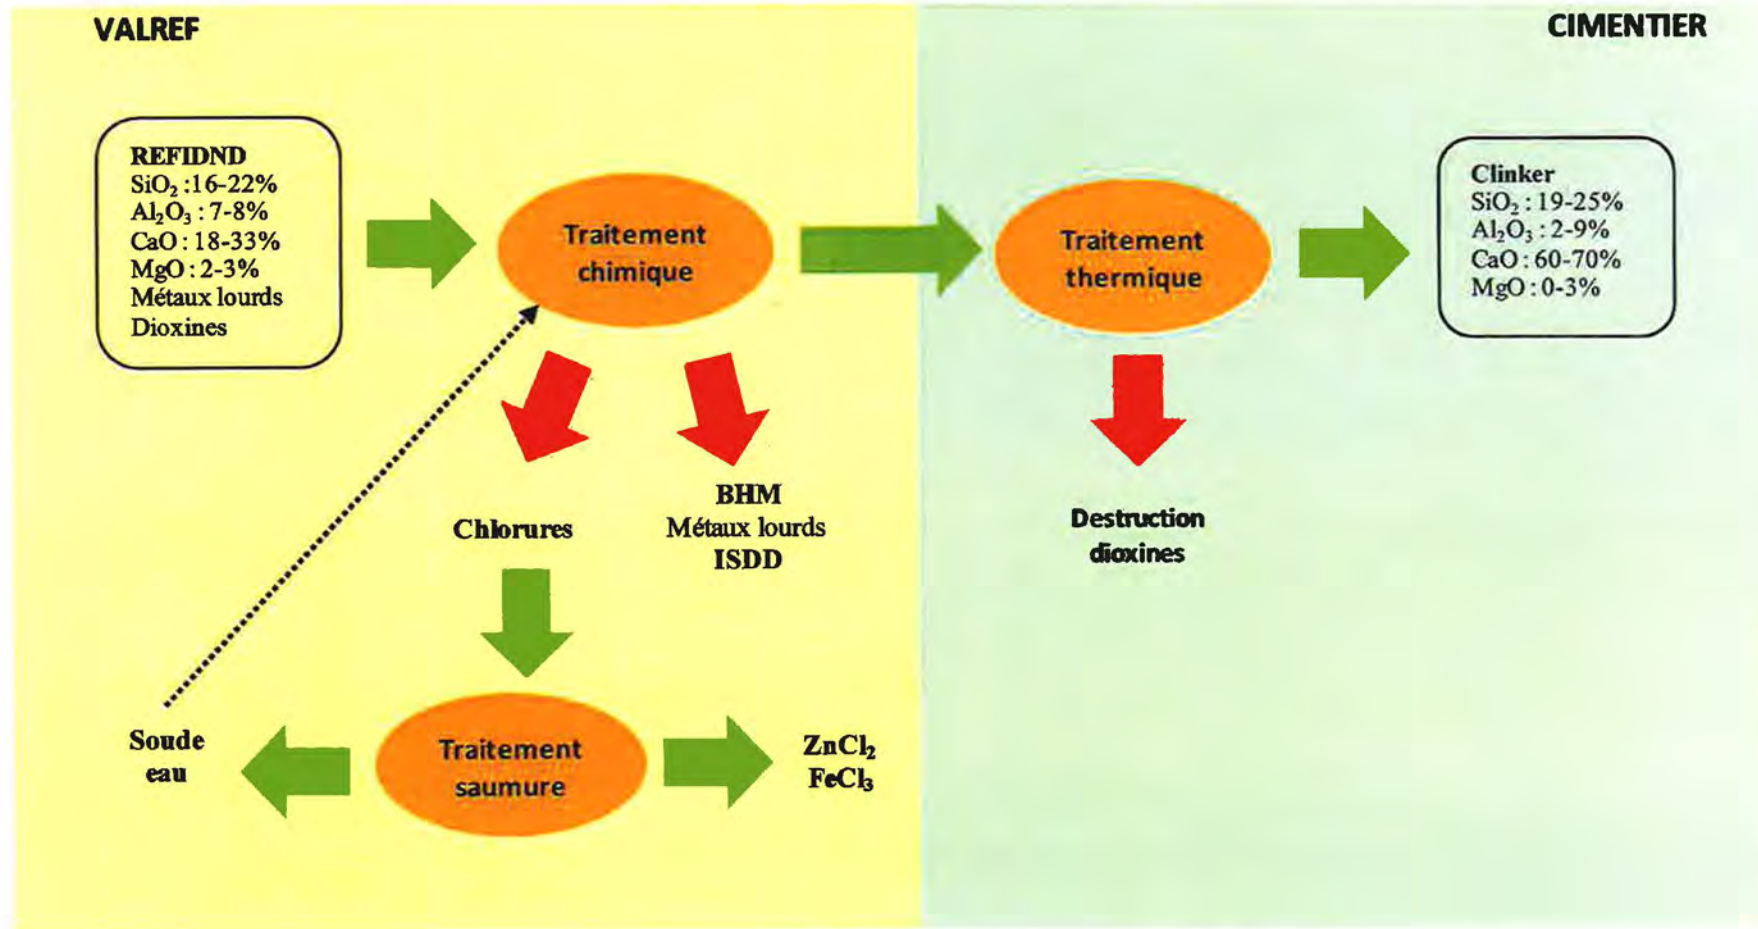 VALREF
CIMENTIER
REFIDND
SiO₂ :16-22%
Al₂O₃ : 7-8%
CaO: 18-33%
MgO: 2-3%
Métaux lourds
Dioxines
Traitement
chimique
Traitement
thermique
Clinker
SiO₂ : 19-25%
Al₂O₃ : 2-9%
CaO : 60-70%
MgO : 0-3%
Chlorures
BHM
Métaux lourds
ISDD
Destruction
dioxines
Soude
eau
Traitement
saumure
ZnCl₂
FeCl₃